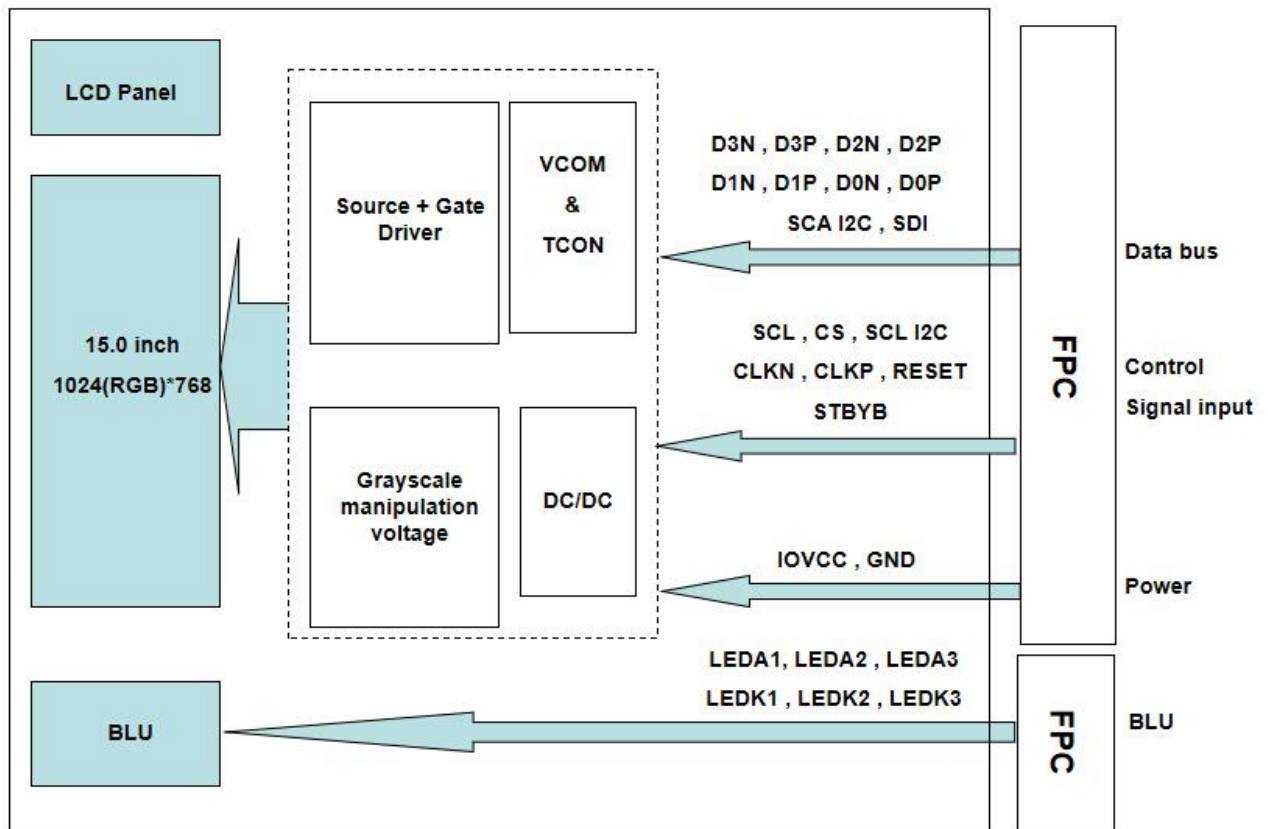 LCD Panel
15.0 inch
1024(RGB)*768
BLU
Source + Gate
Driver
VCOM
&
TCON
Grayscale
manipulation
voltage
DC/DC
D3N , D3P , D2N , D2P
D1N , D1P , D0N , D0P
SCA I2C , SDI
SCL , CS , SCL I2C
CLKN , CLKP , RESET
STBYB
IOVCC , GND
LEDA1, LEDA2 , LEDA3
LEDK1 , LEDK2 , LEDK3
FPC
FPC
Data bus
Control
Signal input
Power
BLU